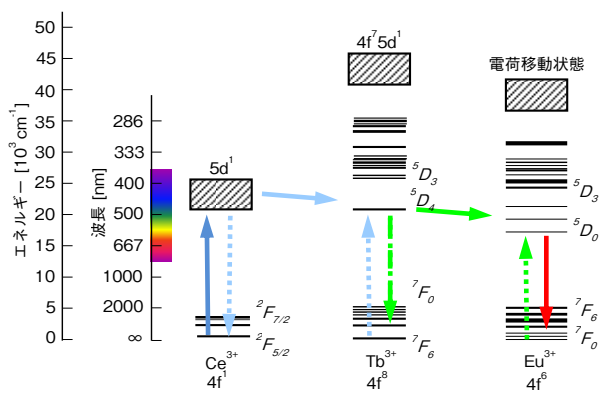 エネルギー [10³ cm⁻¹]
50
45
40
35
30
25
20
15
10
5
0
波長 [nm]
286
333
400
500
667
1000
2000
∞
5d¹
²F₇/₂
²F₅/₂
Ce³⁺
4f¹
4f⁷5d¹
⁵D₃
⁵D₄
⁷F₀
⁷F₆
Tb³⁺
4f⁸
電荷移動状態
⁵D₃
⁵D₀
⁷F₆
⁷F₀
Eu³⁺
4f⁶